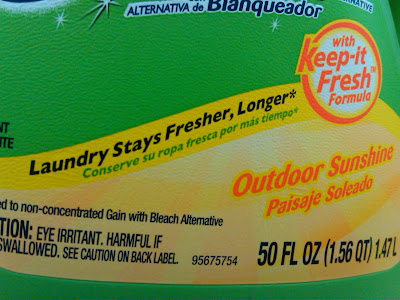 ALTERNATIVA de Blanqueador
with
Keep-it
Fresh™
Formula
Laundry Stays Fresher, Longer*
Conserve su ropa fresca por más tiempo*
Outdoor Sunshine
Paisaje Soleado
ed to non-concentrated Gain with Bleach Alternative
TION: EYE IRRITANT. HARMFUL IF
SWALLOWED. SEE CAUTION ON BACK LABEL. 95675754
50 FL OZ (1.56 QT) 1.47 L